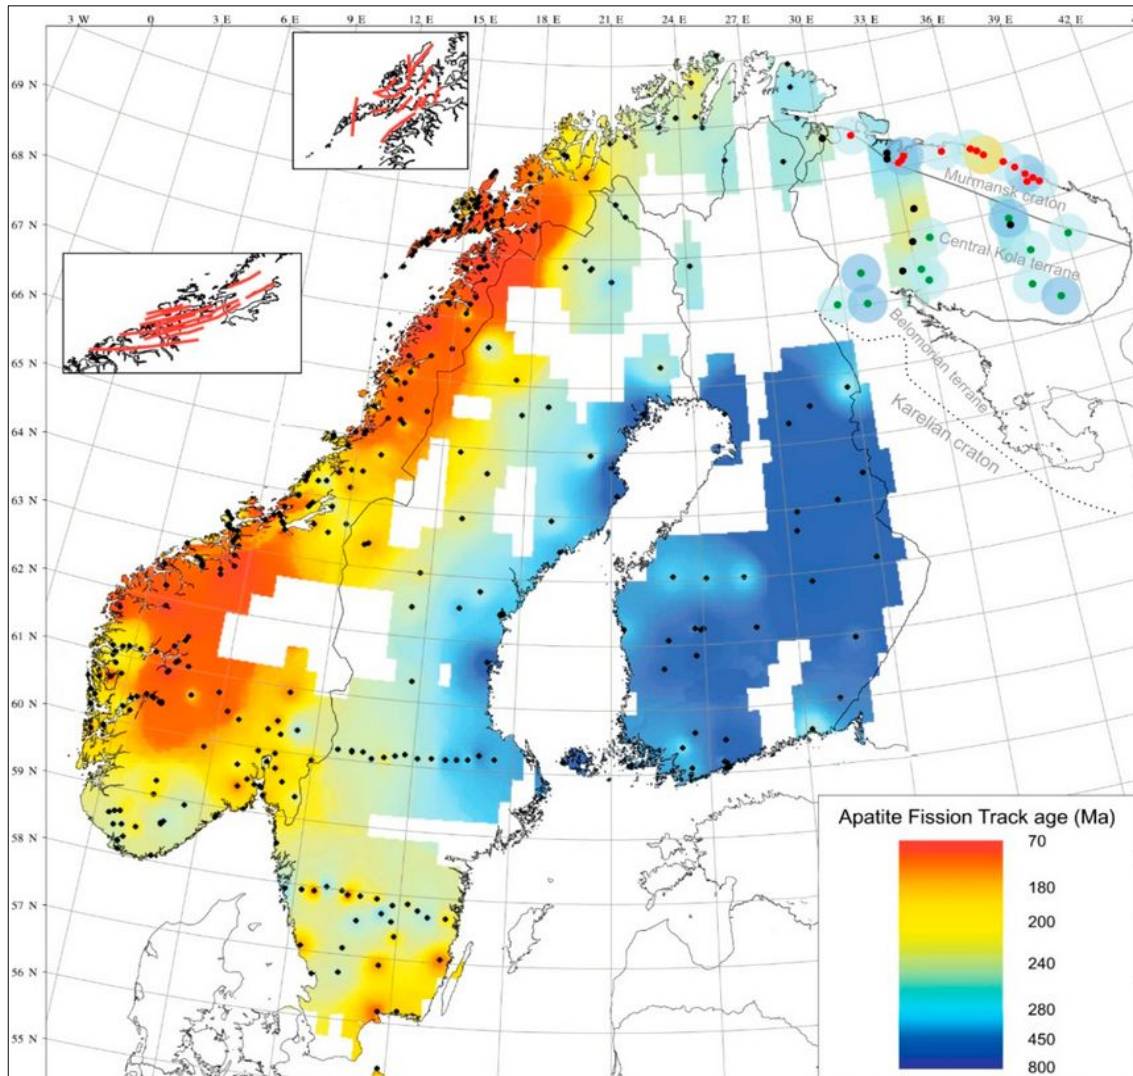 3 W 0 3 E 6 E 9 E 12 E 15 E 18 E 21 E 24 E 27 E 30 E 33 E 36 E 39 E 42 E
69 N
68 N
67 N
66 N
65 N
64 N
63 N
62 N
61 N
60 N
59 N
58 N
57 N
56 N
55 N
Murmansk craton
Central Kola terrane
Belomorian terrane
Karelian craton
Apatite Fission Track age (Ma)
70
180
200
240
280
450
800